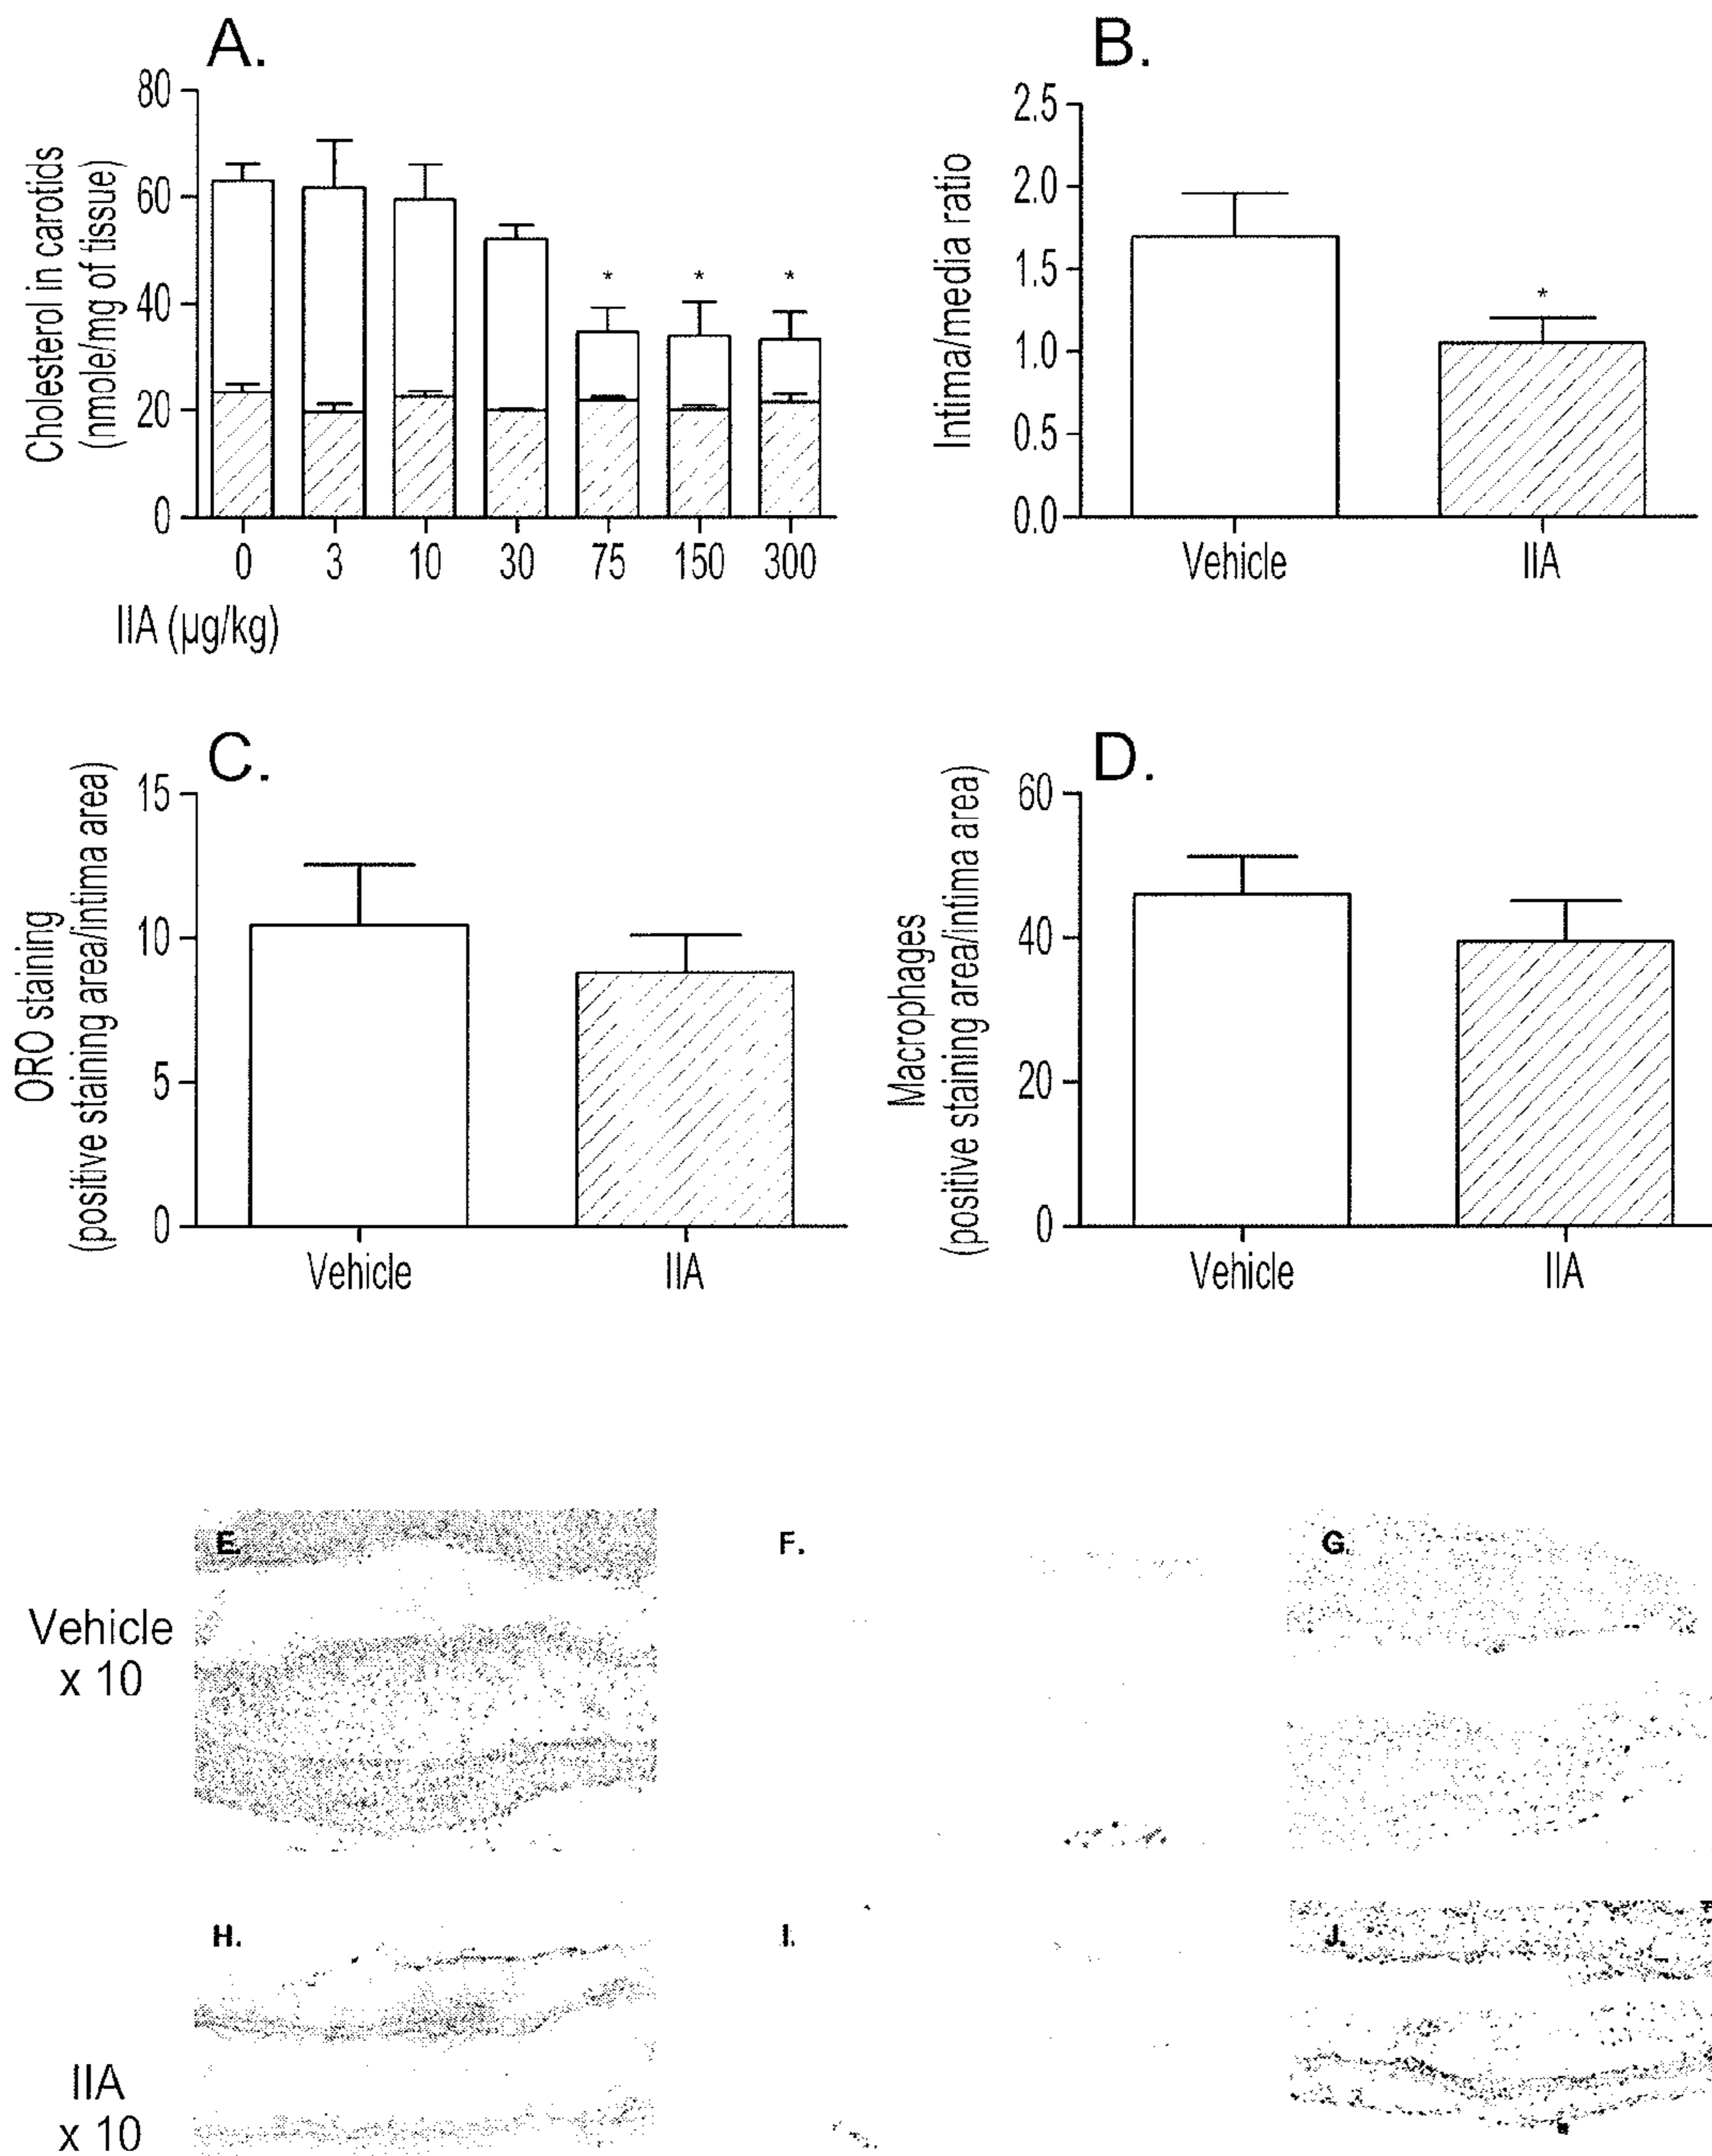 A.
Cholesterol in carotids
(nmole/mg of tissue)
80
60
40
20
0
* * *
0 3 10 30 75 150 300
IIA (µg/kg)
B.
Intima/media ratio
2.5
2.0
1.5
1.0
0.5
0.0
*
Vehicle IIA
C.
ORO staining
(positive staining area/intima area)
15
10
5
0
Vehicle IIA
D.
Macrophages
(positive staining area/intima area)
60
40
20
0
Vehicle IIA
E. F. G.
Vehicle
x 10
H. I. J.
IIA
x 10